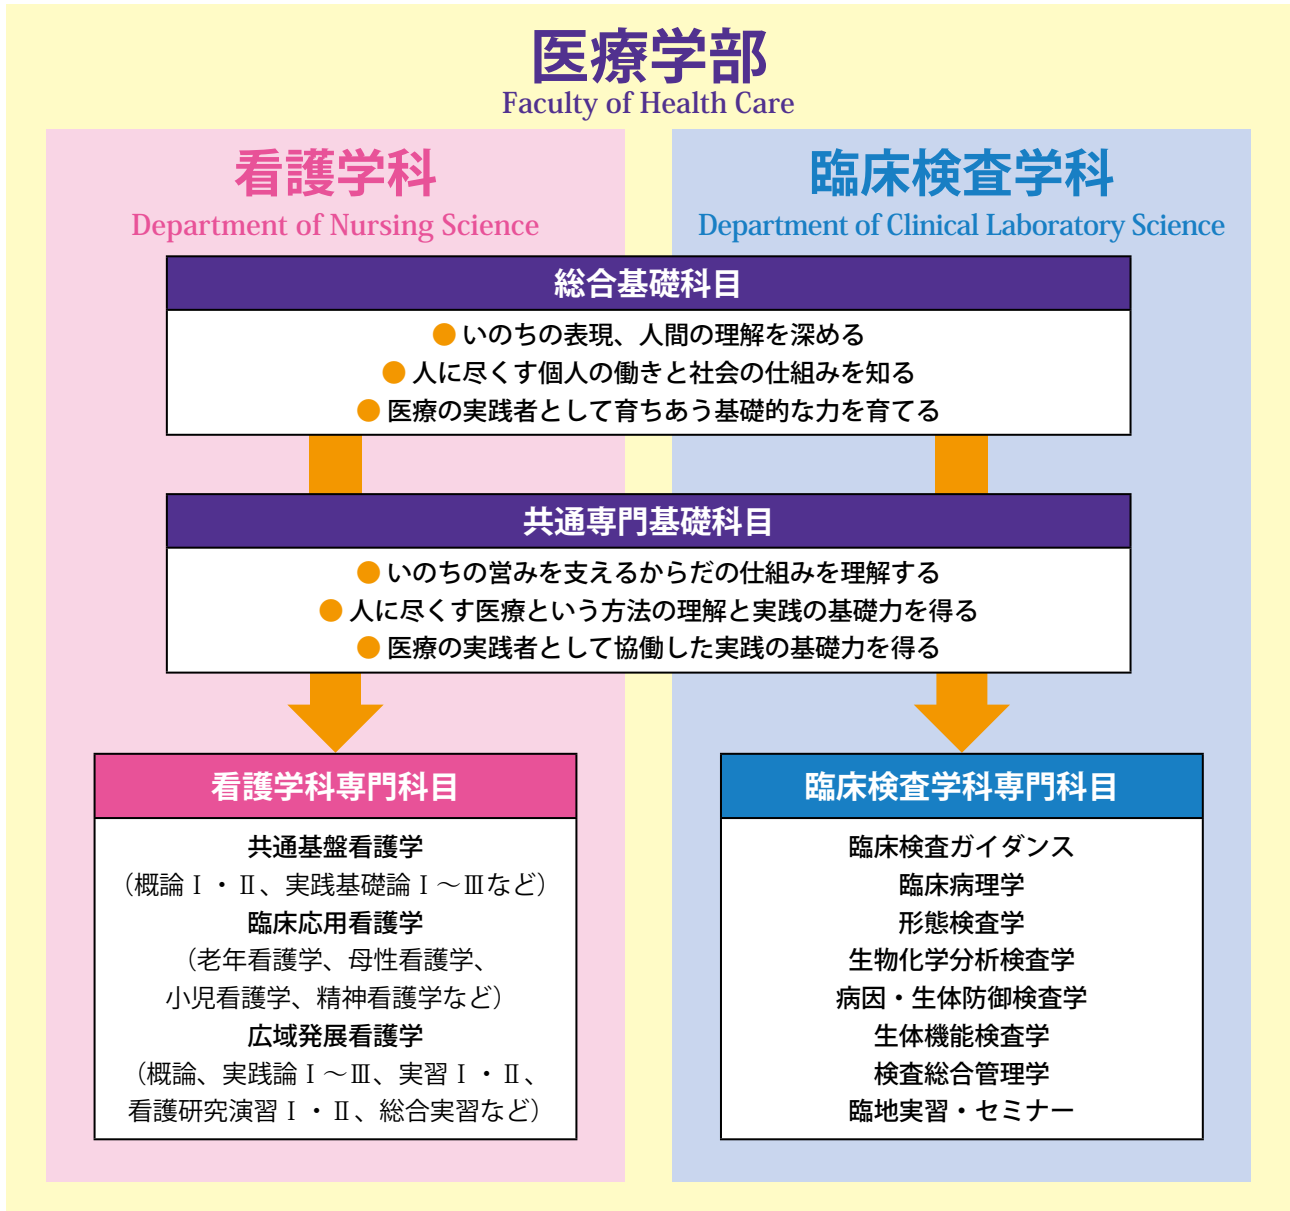 医療学部
Faculty of Health Care
看護学科
Department of Nursing Science
臨床検査学科
Department of Clinical Laboratory Science
総合基礎科目
● いのちの表現、人間の理解を深める
● 人に尽くす個人の働きと社会の仕組みを知る
● 医療の実践者として育ちあう基礎的な力を育てる
共通専門基礎科目
● いのちの営みを支えるからだの仕組みを理解する
● 人に尽くす医療という方法の理解と実践の基礎力を得る
● 医療の実践者として協働した実践の基礎力を得る
看護学科専門科目
共通基盤看護学
（概論Ⅰ・Ⅱ、実践基礎論Ⅰ～Ⅲなど）
臨床応用看護学
（老年看護学、母性看護学、
小児看護学、精神看護学など）
広域発展看護学
（概論、実践論Ⅰ～Ⅲ、実習Ⅰ・Ⅱ、
看護研究演習Ⅰ・Ⅱ、総合実習など）
臨床検査学科専門科目
臨床検査ガイダンス
臨床病理学
形態検査学
生物化学分析検査学
病因・生体防御検査学
生体機能検査学
検査総合管理学
臨地実習・セミナー